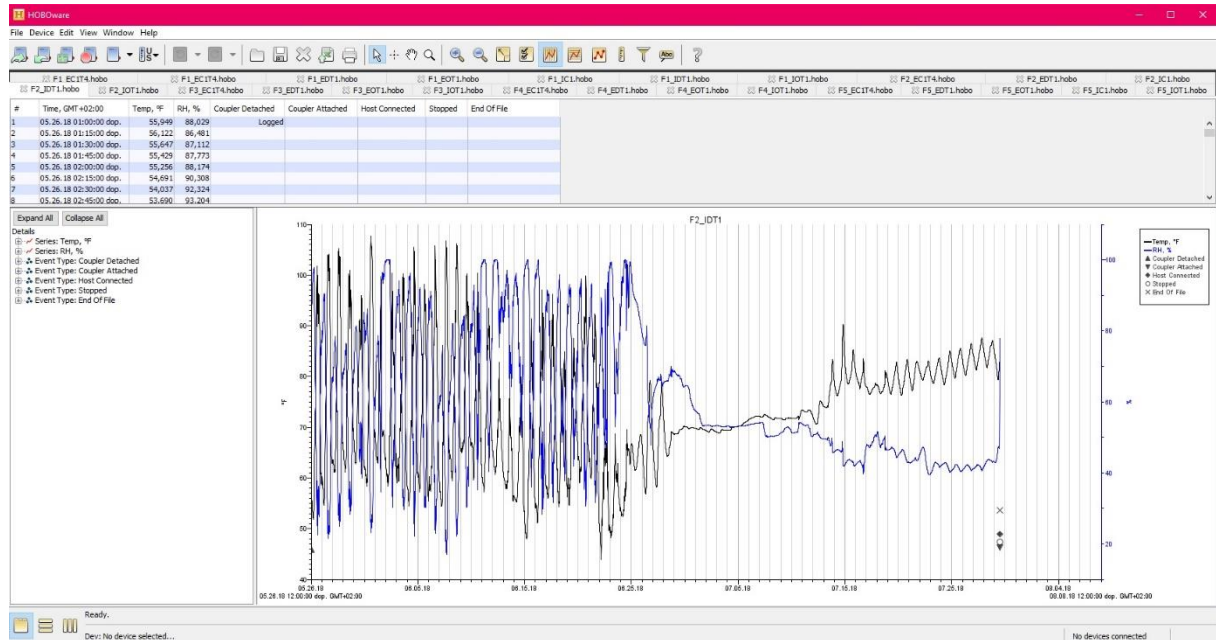 HOBOware
File Device Edit View Window Help
F1_EC1T4.hobo F1_EC1T4.hobo F1_EDT1.hobo F1_EOT1.hobo F1_IC1.hobo F1_IDT1.hobo F1_IOT1.hobo F2_EC1T4.hobo F2_EDT1.hobo F2_IC1.hobo
F2_IDT1.hobo F2_IOT1.hobo F3_EC1T4.hobo F3_EDT1.hobo F3_EOT1.hobo F3_IOT1.hobo F4_EC1T4.hobo F4_EDT1.hobo F4_EOT1.hobo F4_IOT1.hobo F5_EC1T4.hobo F5_EDT1.hobo F5_EOT1.hobo F5_IC1.hobo F5_IOT1.hobo
# Time, GMT+02:00 Temp, °F RH, % Coupler Detached Coupler Attached Host Connected Stopped End Of File
1 05.26.18 01:00:00 dop. 55,949 88,029 Logged
2 05.26.18 01:15:00 dop. 56,122 86,481
3 05.26.18 01:30:00 dop. 55,647 87,112
4 05.26.18 01:45:00 dop. 55,429 87,773
5 05.26.18 02:00:00 dop. 55,256 88,174
6 05.26.18 02:15:00 dop. 54,691 90,308
7 05.26.18 02:30:00 dop. 54,037 92,324
8 05.26.18 02:45:00 dop. 53,690 93,204
Expand All Collapse All
Details
Series: Temp, °F
Series: RH, %
Event Type: Coupler Detached
Event Type: Coupler Attached
Event Type: Host Connected
Event Type: Stopped
Event Type: End Of File
F2_IDT1
110
100
90
80
70
60
50
40
°F
100
80
60
40
20
%
Temp, °F
RH, %
Coupler Detached
Coupler Attached
Host Connected
Stopped
End Of File
05.26.18 06.05.18 06.15.18 06.25.18 07.05.18 07.15.18 07.25.18 08.04.18
05.26.18 12:00:00 dop. GMT+02:00 08.08.18 12:00:00 dop. GMT+02:00
Ready.
Dev: No device selected... No devices connected